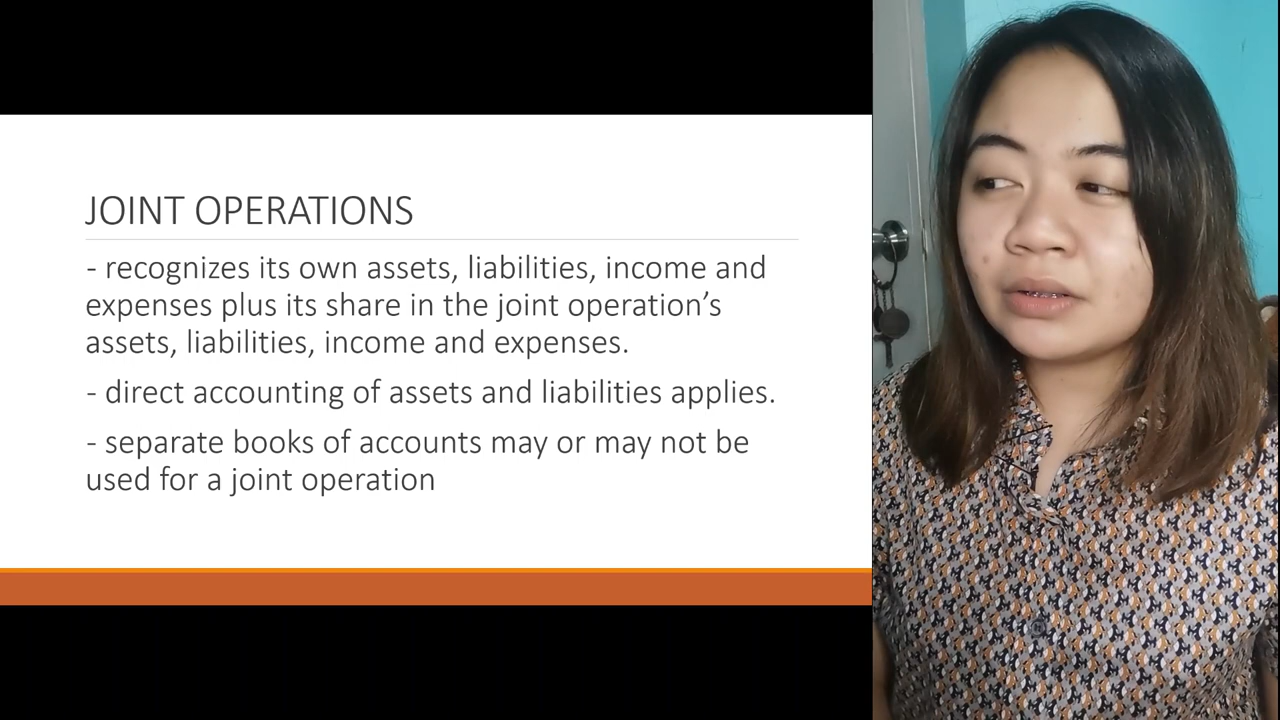 JOINT OPERATIONS
- recognizes its own assets, liabilities, income and
expenses plus its share in the joint operation’s
assets, liabilities, income and expenses.
- direct accounting of assets and liabilities applies.
- separate books of accounts may or may not be
used for a joint operation